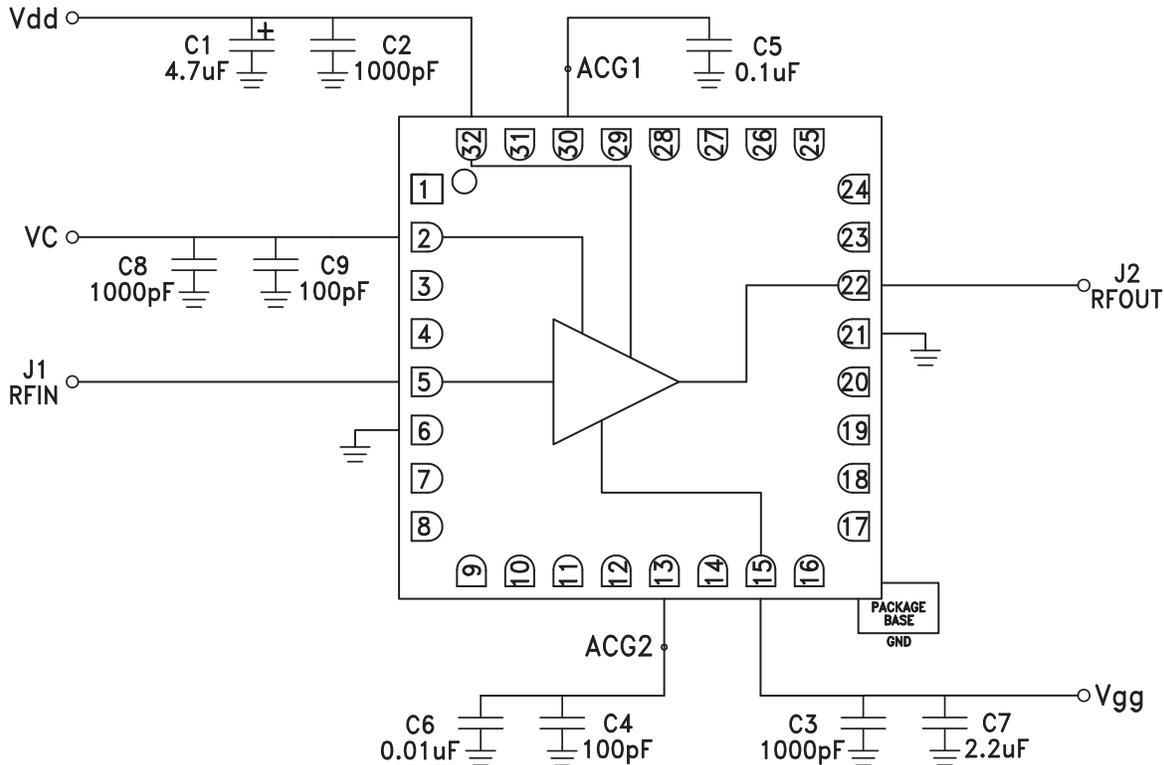 Vdd
C1
4.7uF
+
C2
1000pF
ACG1
C5
0.1uF
32
31
30
29
28
27
26
25
1
2
3
4
5
6
7
8
24
23
22
21
20
19
18
17
VC
C8
1000pF
C9
100pF
J1
RFIN
J2
RFOUT
9
10
11
12
13
14
15
16
PACKAGE
BASE
GND
ACG2
C6
0.01uF
C4
100pF
C3
1000pF
C7
2.2uF
Vgg